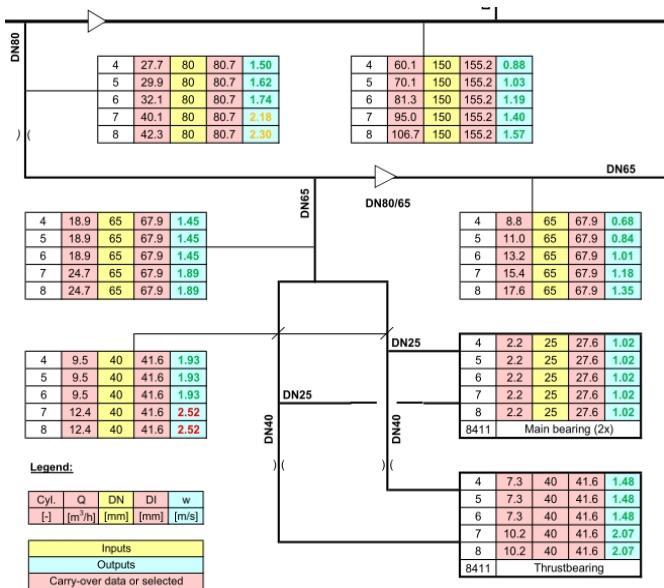 DN80
4 27.7 80 80.7 1.50
5 29.9 80 80.7 1.62
6 32.1 80 80.7 1.74
7 40.1 80 80.7 2.18
8 42.3 80 80.7 2.30
4 60.1 150 155.2 0.88
5 70.1 150 155.2 1.03
6 81.3 150 155.2 1.19
7 95.0 150 155.2 1.40
8 106.7 150 155.2 1.57
DN65
DN80/65
DN65
4 18.9 65 67.9 1.45
5 18.9 65 67.9 1.45
6 18.9 65 67.9 1.45
7 24.7 65 67.9 1.89
8 24.7 65 67.9 1.89
4 8.8 65 67.9 0.68
5 11.0 65 67.9 0.84
6 13.2 65 67.9 1.01
7 15.4 65 67.9 1.18
8 17.6 65 67.9 1.35
4 9.5 40 41.6 1.93
5 9.5 40 41.6 1.93
6 9.5 40 41.6 1.93
7 12.4 40 41.6 2.52
8 12.4 40 41.6 2.52
DN25
DN25
4 2.2 25 27.6 1.02
5 2.2 25 27.6 1.02
6 2.2 25 27.6 1.02
7 2.2 25 27.6 1.02
8 2.2 25 27.6 1.02
8411 Main bearing (2x)
DN40
DN40
4 7.3 40 41.6 1.48
5 7.3 40 41.6 1.48
6 7.3 40 41.6 1.48
7 10.2 40 41.6 2.07
8 10.2 40 41.6 2.07
8411 Thrustbearing
Legend:
Cyl. Q DN DI w
[-] [m³/h] [mm] [mm] [m/s]
Inputs
Outputs
Carry-over data or selected